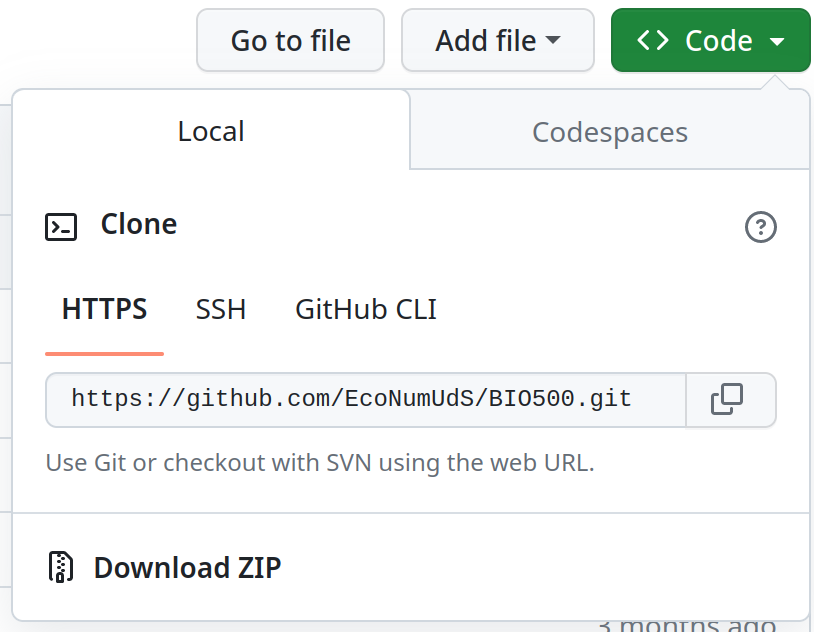 Go to file
Add file
Code
Local
Codespaces
Clone
HTTPS
SSH
GitHub CLI
https://github.com/EcoNumUdS/BIO500.git
Use Git or checkout with SVN using the web URL.
Download ZIP
3 months ago